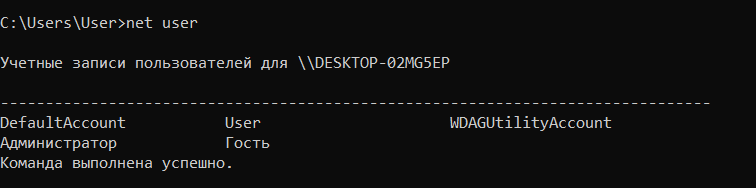 C:\Users\User>net user
Учетные записи пользователей для \\DESKTOP-02MG5EP
-------------------------------------------------------------------------------
DefaultAccount           User                     WDAGUtilityAccount
Администратор            Гость
Команда выполнена успешно.